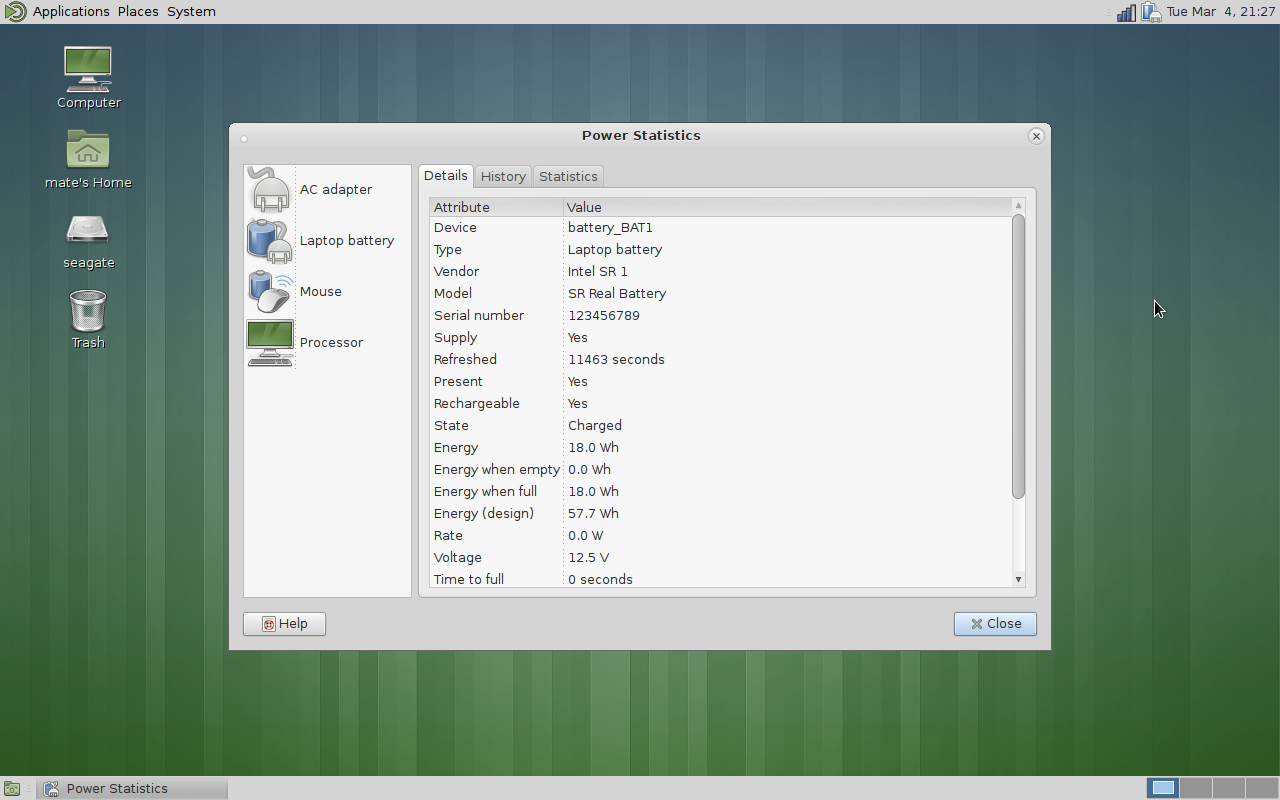 Applications Places System
Tue Mar 4, 21:27
Computer
mate's Home
seagate
Trash
Power Statistics
AC adapter
Laptop battery
Mouse
Processor
Details History Statistics
Attribute Value
Device battery_BAT1
Type Laptop battery
Vendor Intel SR 1
Model SR Real Battery
Serial number 123456789
Supply Yes
Refreshed 11463 seconds
Present Yes
Rechargeable Yes
State Charged
Energy 18.0 Wh
Energy when empty 0.0 Wh
Energy when full 18.0 Wh
Energy (design) 57.7 Wh
Rate 0.0 W
Voltage 12.5 V
Time to full 0 seconds
Help
Close
Power Statistics